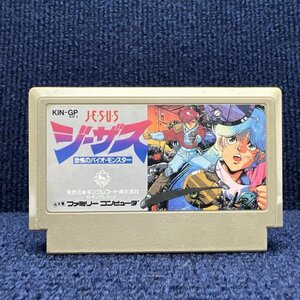 KIN-GP
JESUS
ジーザス
恐怖のバイオ・モンスター
発売元●キングレコード株式会社
ファミリーコンピュータ